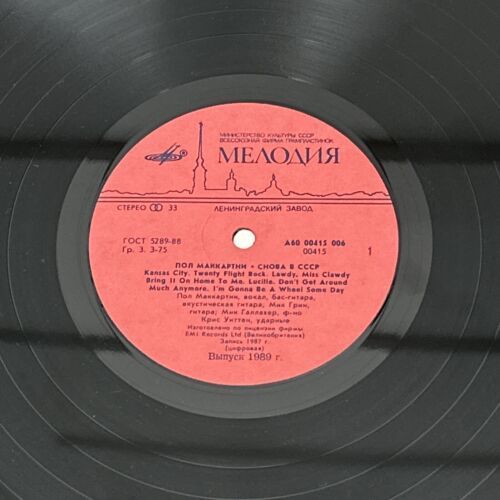 МИНИСТЕРСТВО КУЛЬТУРЫ СССР
ВСЕСОЮЗНАЯ ФИРМА ГРАМПЛАСТИНОК
МЕЛОДИЯ
СТЕРЕО 33
ЛЕНИНГРАДСКИЙ ЗАВОД
ГОСТ 5289-88
А60 00415 006
Гр. 3. 3-75
00415
1
ПОЛ МАККАРТНИ • СНОВА В СССР
Kansas City. Twenty Flight Rock. Lawdy, Miss Clawdy
Bring It On Home To Me. Lucille. Don't Get Around
Much Anymore. I'm Gonna Be A Wheel Some Day
Пол Маккартни, вокал, бас-гитара,
акустическая гитара; Мик Грин,
гитара; Мик Галлахер, ф-но
Крис Уиттен, ударные
Изготовлено по лицензии фирмы
EMI Records Ltd (Великобритания)
Запись 1987 г.
(цифровая)
Выпуск 1989 г.